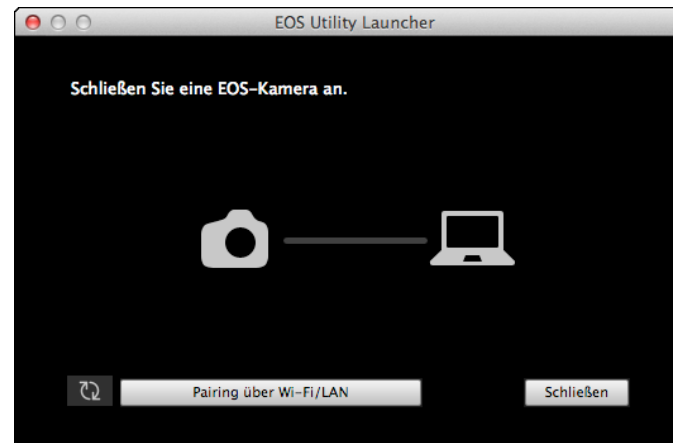 EOS Utility Launcher
Schließen Sie eine EOS-Kamera an.
Pairing über Wi-Fi/LAN
Schließen